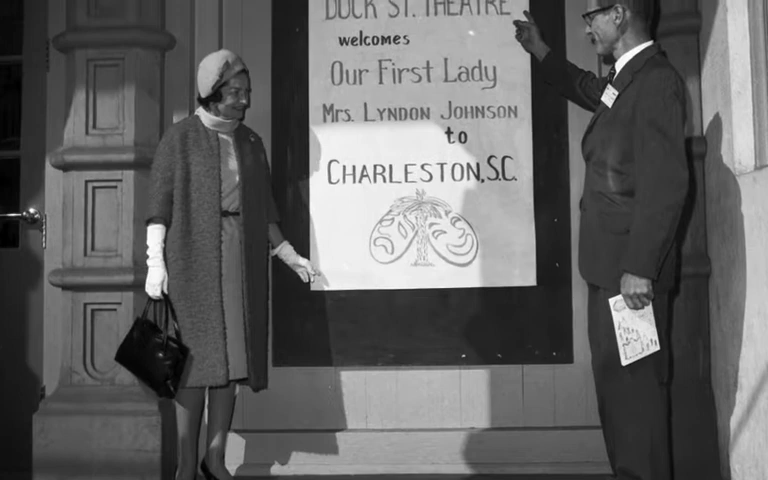 DOCK ST. THEATRE
welcomes
Our First Lady
Mrs. Lyndon Johnson
to
CHARLESTON, S.C.